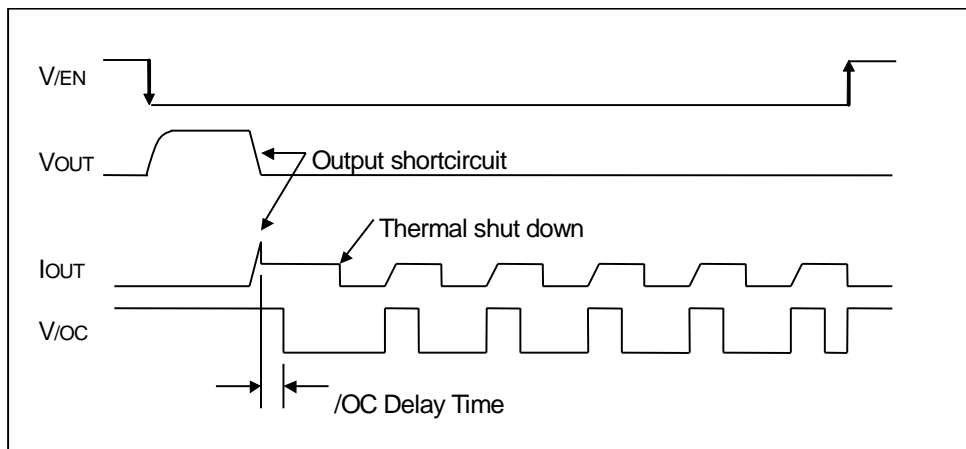 V/EN
VOUT
Output shortcircuit
Thermal shut down
IOUT
V/OC
/OC Delay Time